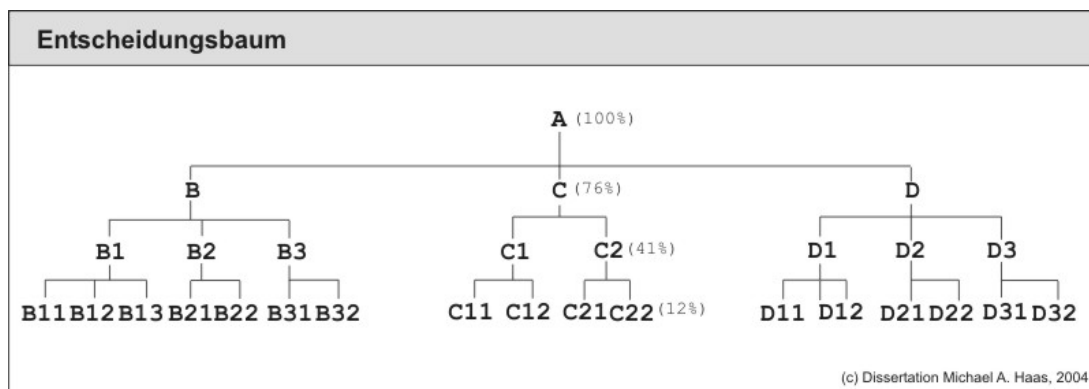 Entscheidungsbaum
A (100%)
B C (76%) D
B1 B2 B3 C1 C2 (41%) D1 D2 D3
B11 B12 B13 B21 B22 B31 B32 C11 C12 C21 C22 (12%) D11 D12 D21 D22 D31 D32
(c) Dissertation Michael A. Haas, 2004